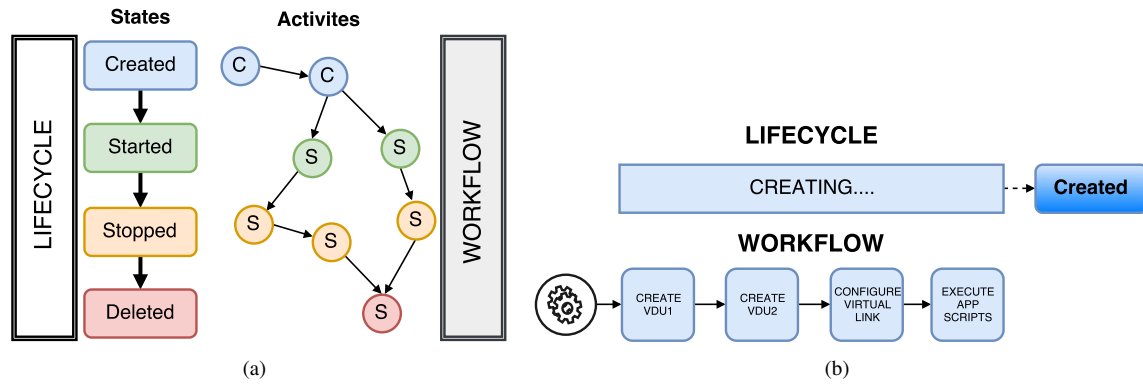 States
Activites
LIFECYCLE
Created
Started
Stopped
Deleted
C
C
S
S
S
S
S
S
WORKFLOW
(a)
LIFECYCLE
CREATING....
Created
WORKFLOW
CREATE
VDU1
CREATE
VDU2
CONFIGURE
VIRTUAL
LINK
EXECUTE
APP
SCRIPTS
(b)